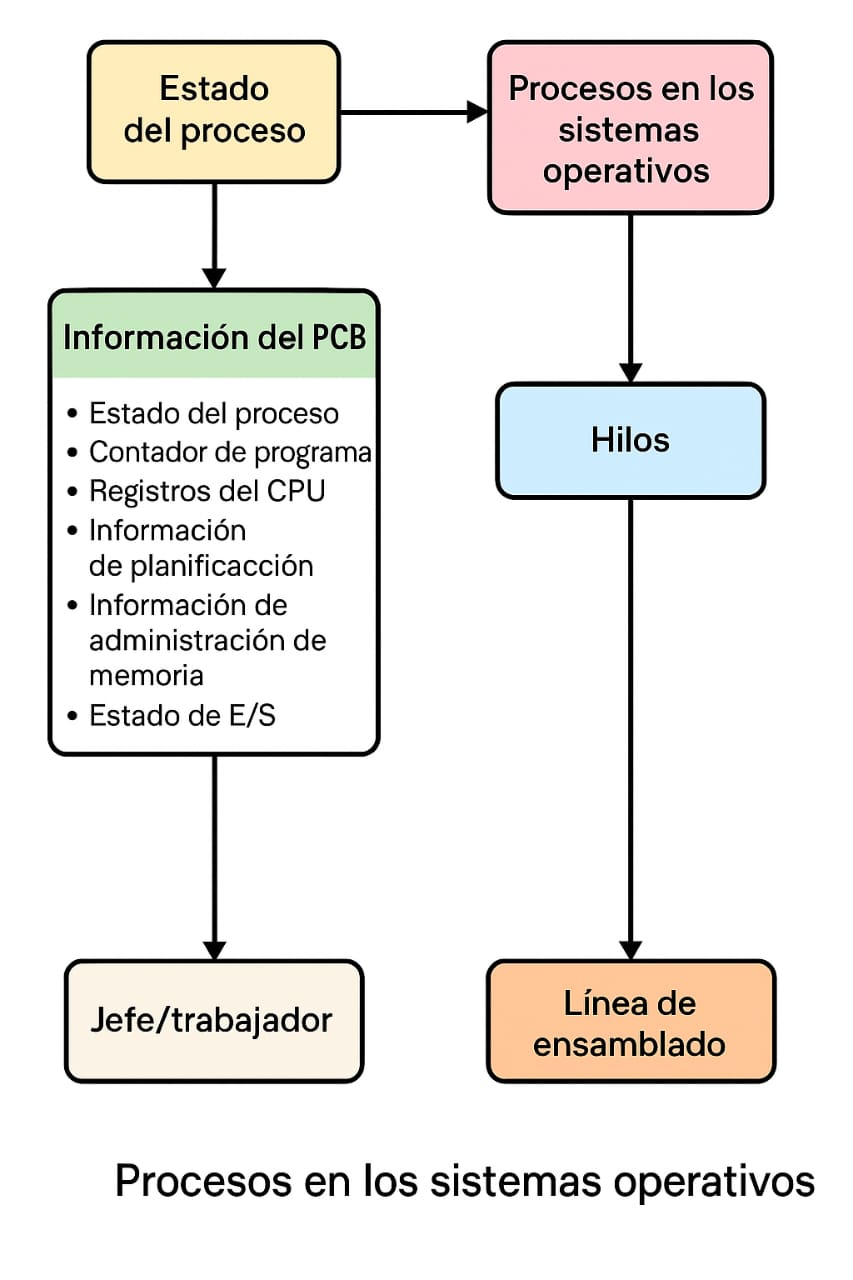 Estado
del proceso
Procesos en los
sistemas
operativos
Información del PCB
• Estado del proceso
• Contador de programa
• Registros del CPU
• Información
de planificacción
• Información de
administración de
memoria
• Estado de E/S
Hilos
Jefe/trabajador
Línea de
ensamblado
Procesos en los sistemas operativos